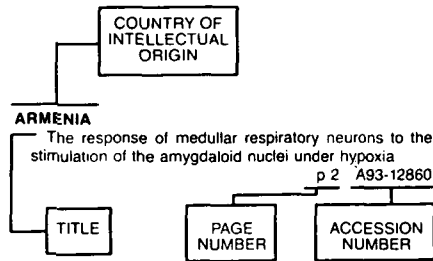 COUNTRY OF
INTELLECTUAL
ORIGIN
ARMENIA
The response of medullar respiratory neurons to the
stimulation of the amygdaloid nuclei under hypoxia
p 2 A93-12860
TITLE
PAGE
NUMBER
ACCESSION
NUMBER